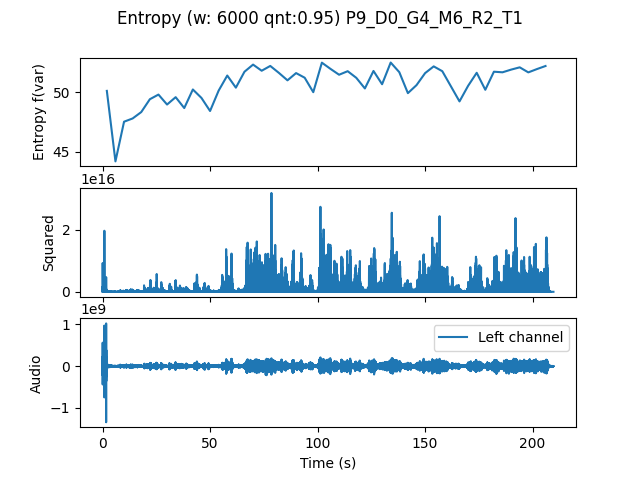 Entropy (w: 6000 qnt:0.95) P9_D0_G4_M6_R2_T1
Entropy f(var)
50
45
1e16
Squared
2
0
1e9
Audio
1
0
−1
Left channel
0 50 100 150 200
Time (s)